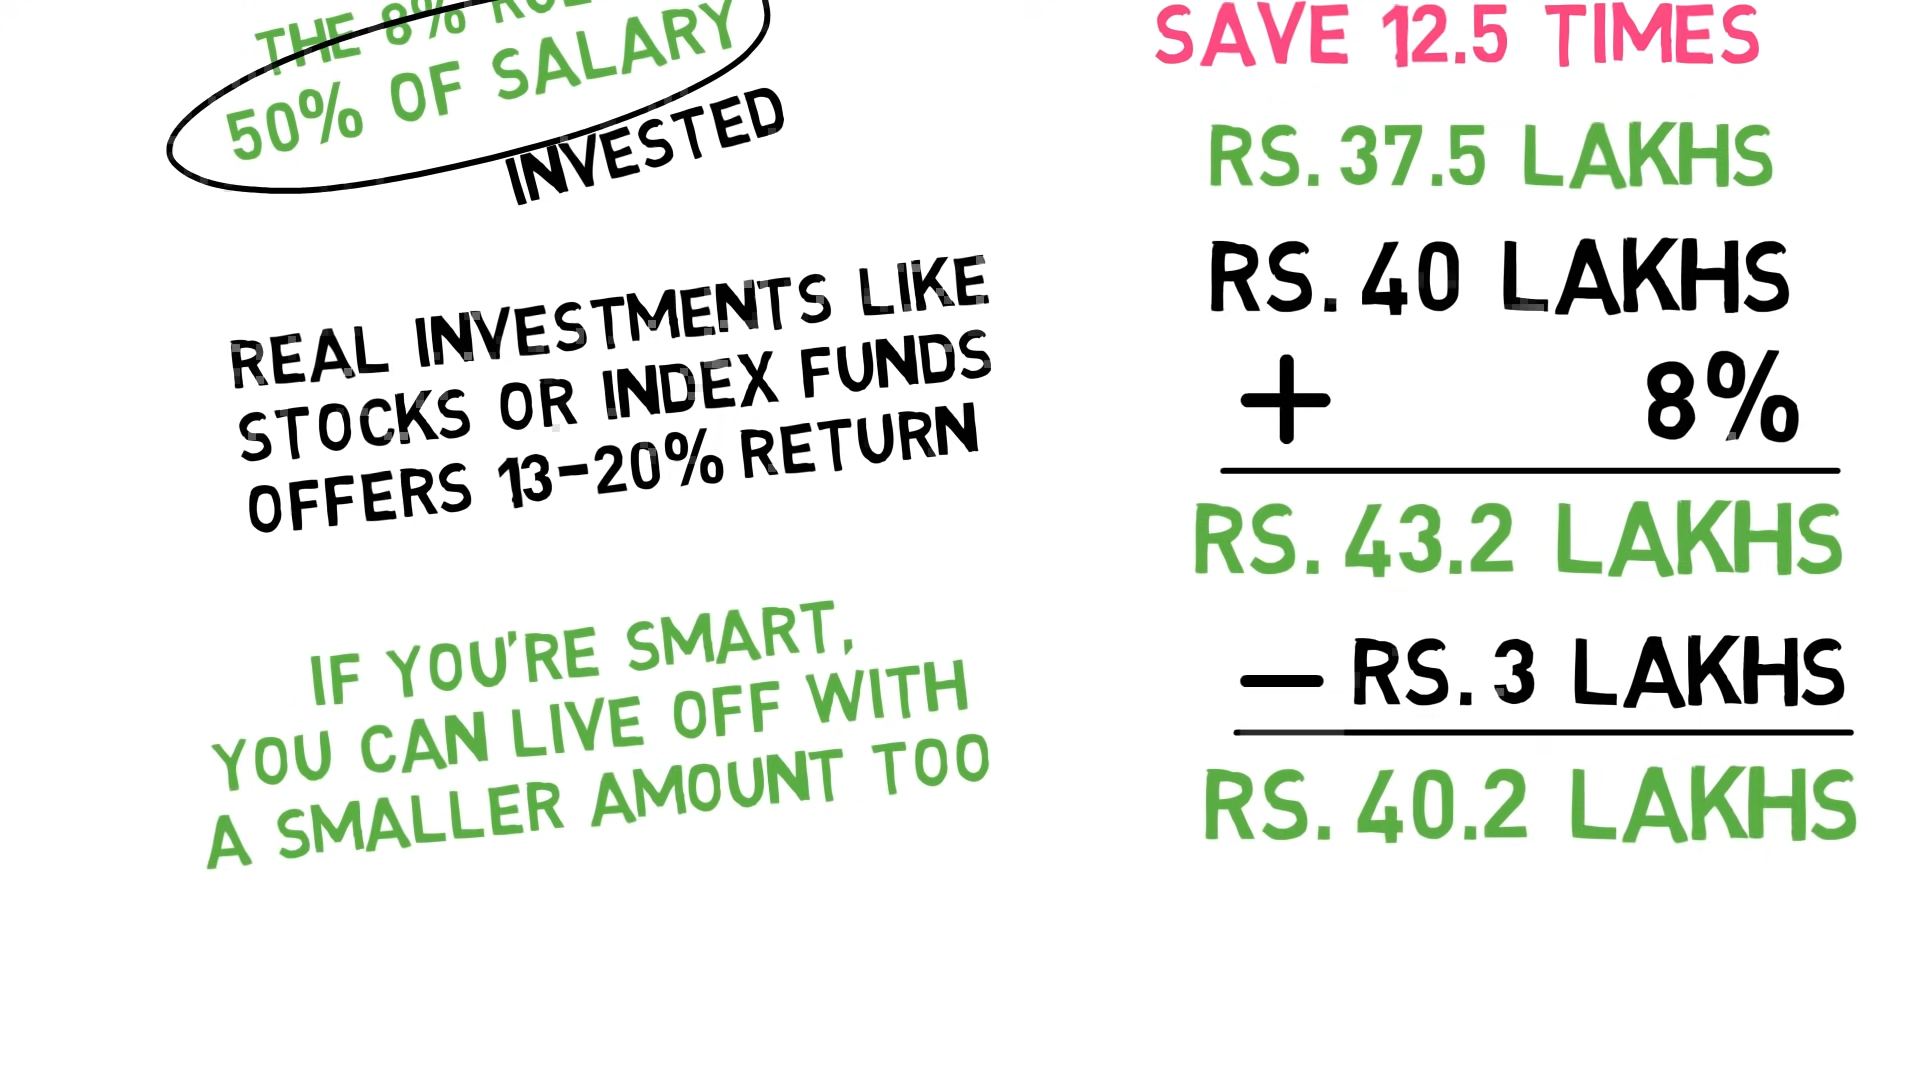 THE 8%
50% OF SALARY
INVESTED
REAL INVESTMENTS LIKE
STOCKS OR INDEX FUNDS
OFFERS 13-20% RETURN
IF YOU'RE SMART,
YOU CAN LIVE OFF WITH
A SMALLER AMOUNT TOO
SAVE 12.5 TIMES
RS. 37.5 LAKHS
RS. 40 LAKHS
+ 8%
RS. 43.2 LAKHS
— RS. 3 LAKHS
RS. 40.2 LAKHS